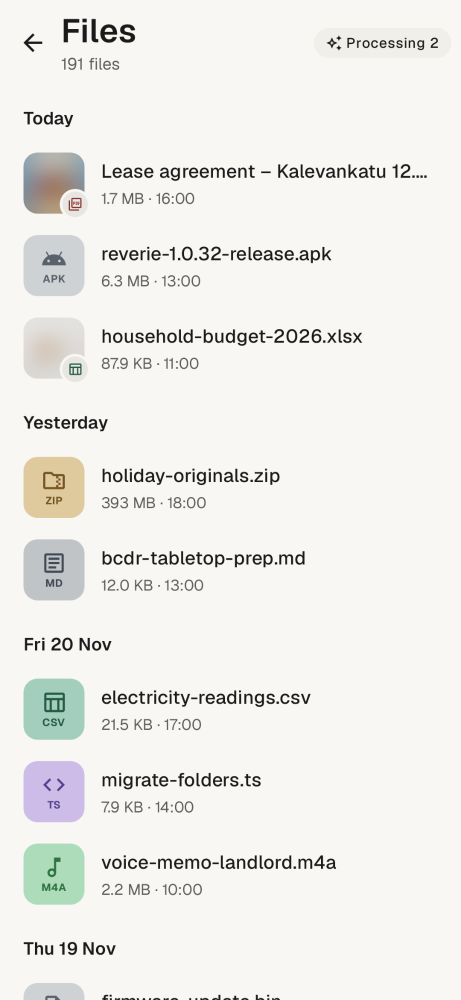 Files
191 files
Processing 2
Today
Lease agreement – Kalevankatu 12....
1.7 MB · 16:00
APK
reverie-1.0.32-release.apk
6.3 MB · 13:00
household-budget-2026.xlsx
87.9 KB · 11:00
Yesterday
ZIP
holiday-originals.zip
393 MB · 18:00
MD
bcdr-tabletop-prep.md
12.0 KB · 13:00
Fri 20 Nov
CSV
electricity-readings.csv
21.5 KB · 17:00
TS
migrate-folders.ts
7.9 KB · 14:00
M4A
voice-memo-landlord.m4a
2.2 MB · 10:00
Thu 19 Nov
firmware-update.bin